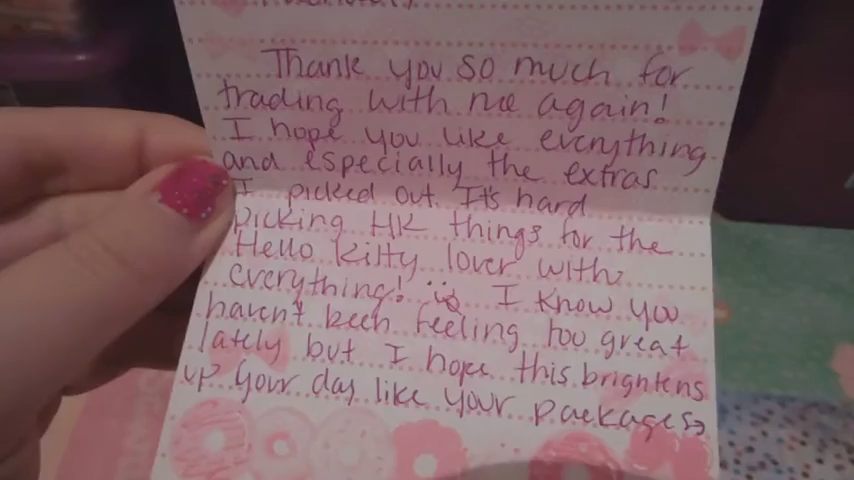 Thank you so much for
trading with me again!
I hope you like everything
and especially the extras
I picked out. It's hard
picking HK things for the
Hello Kitty lover with
everything! I know you
haven't been feeling too great
lately but I hope this brightens
up your day like your packages